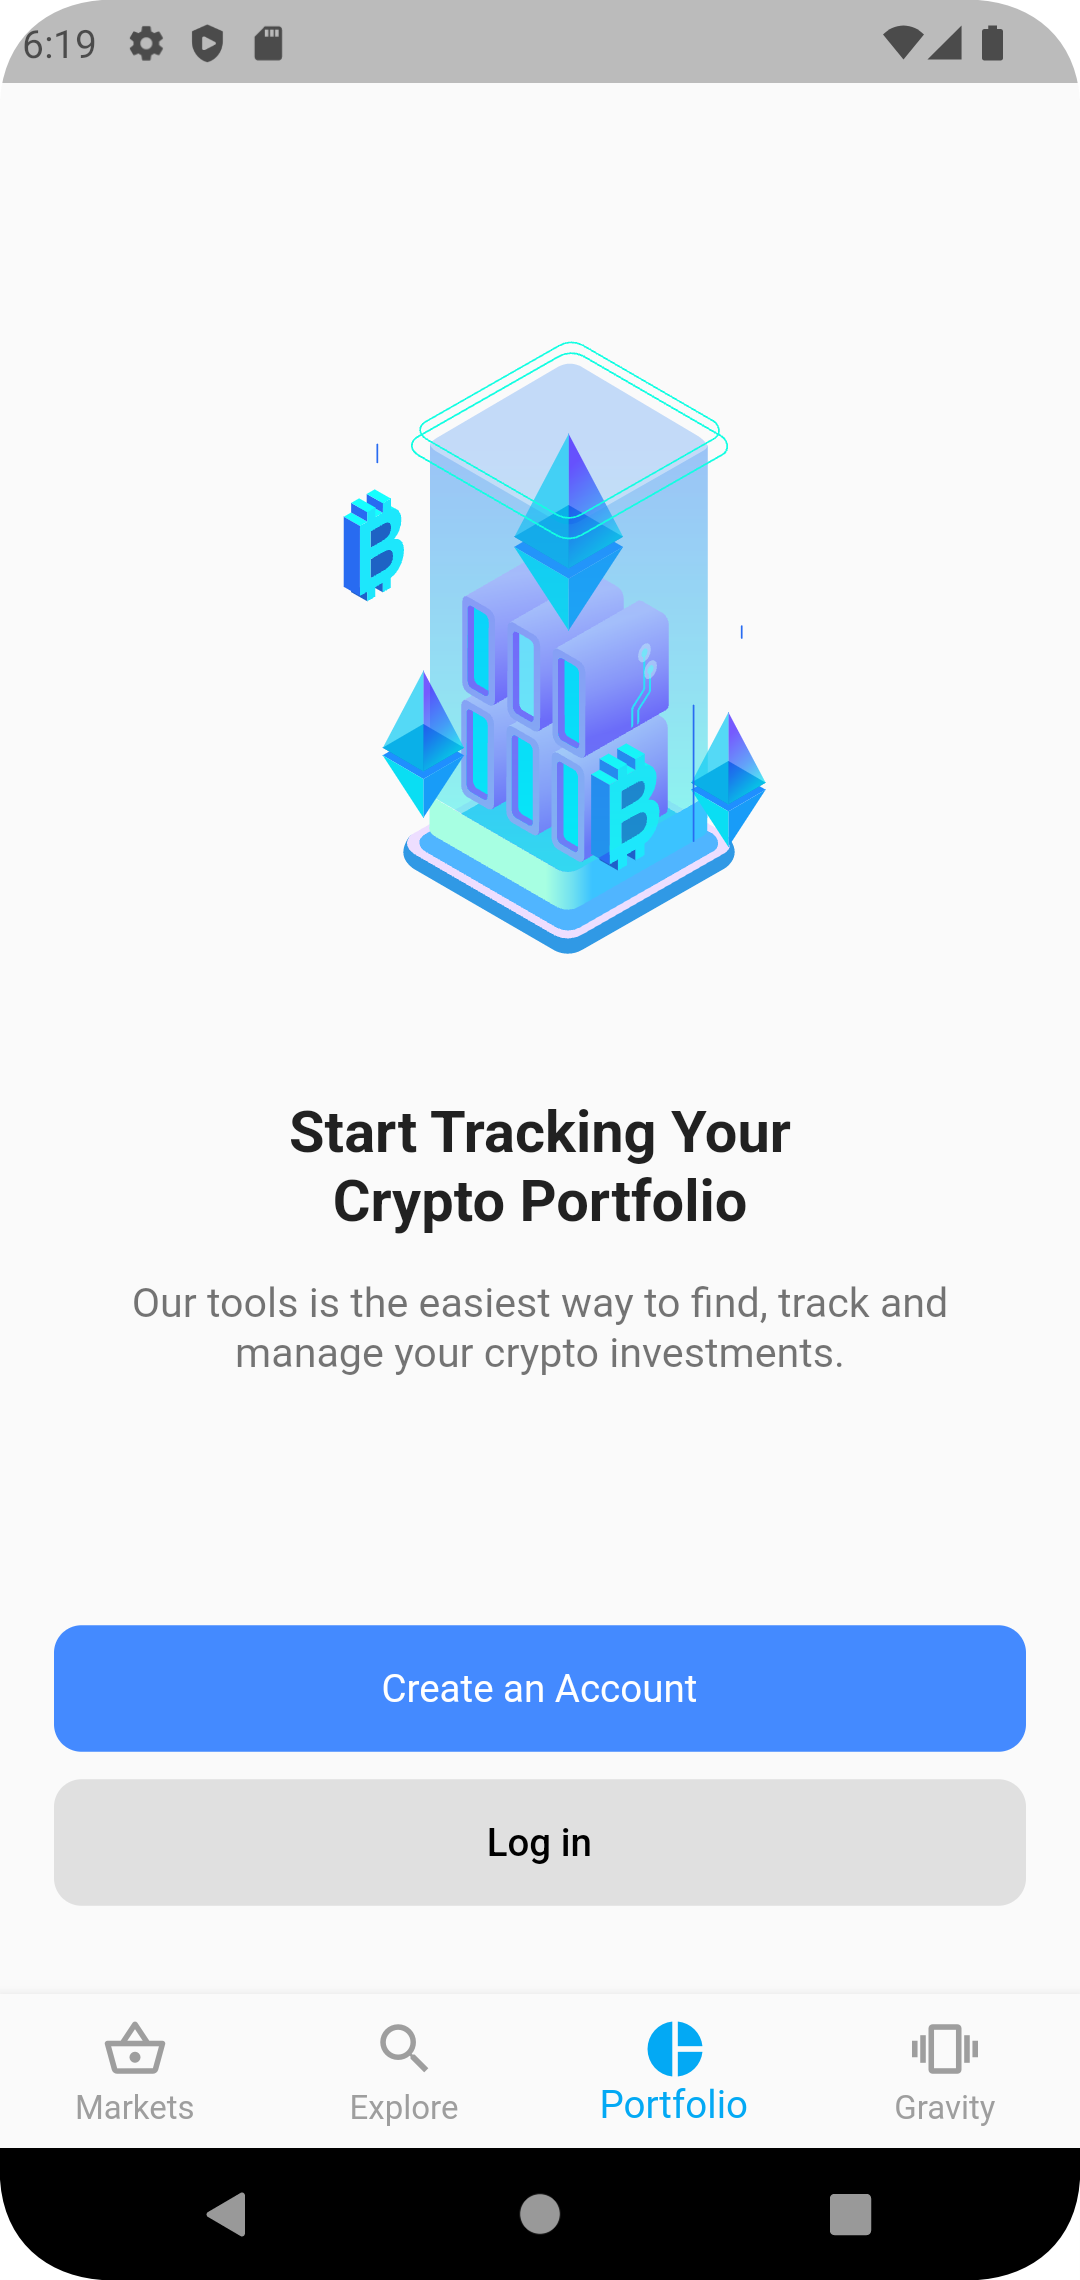 6:19
Start Tracking Your
Crypto Portfolio
Our tools is the easiest way to find, track and
manage your crypto investments.
Create an Account
Log in
Markets
Explore
Portfolio
Gravity